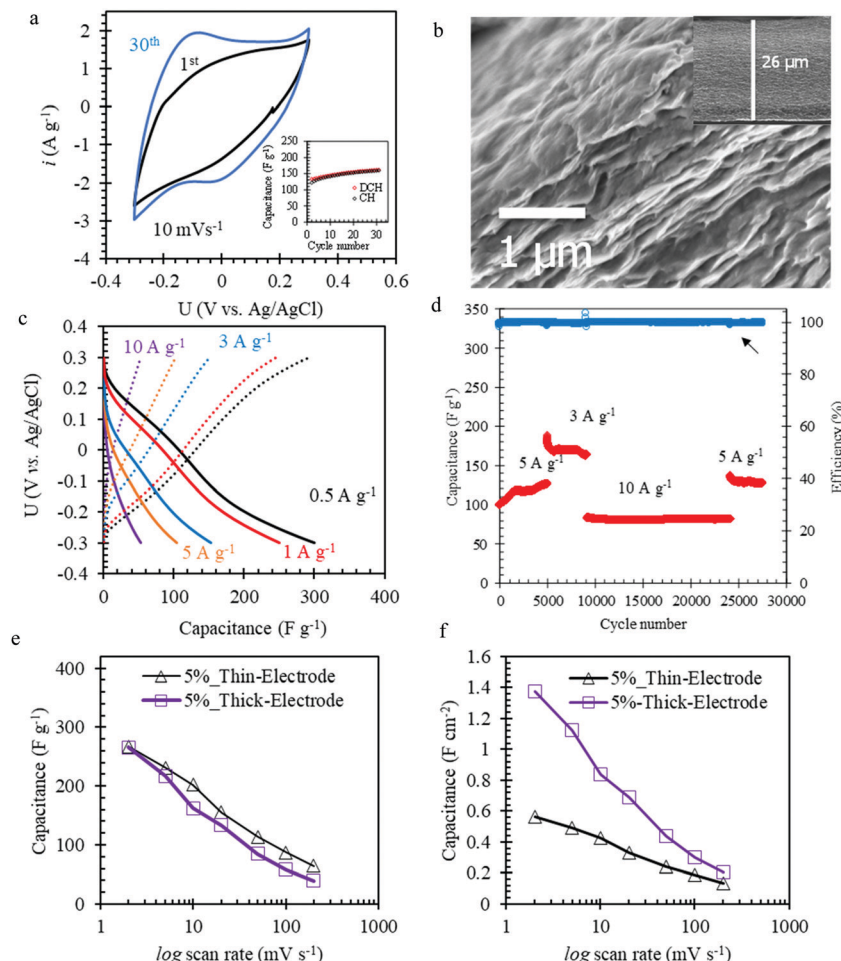 a
30th
1st
10 mVs-1
i (A g-1)
2
1
0
-1
-2
-3
-4
-0.4 -0.2 0 0.2 0.4 0.6
U (V vs. Ag/AgCl)
Capacitance (F g-1)
250
200
150
100
50
0
DCH
CH
0 10 20 30 40
Cycle number
b
26 μm
1 μm
c
U (V vs. Ag/AgCl)
0.4
0.3
0.2
0.1
0
-0.1
-0.2
-0.3
-0.4
10 A g-1
3 A g-1
0.5 A g-1
5 A g-1
1 A g-1
0 100 200 300 400
Capacitance (F g-1)
d
Capacitance (F g-1)
350
300
250
200
150
100
50
0
3 A g-1
5 A g-1
10 A g-1
5 A g-1
100
80
60
40
20
0
Efficiency (%)
0 5000 10000 15000 20000 25000 30000
Cycle number
e
5%_Thin-Electrode
5%_Thick-Electrode
Capacitance (F g-1)
400
300
200
100
0
1 10 100 1000
log scan rate (mV s-1)
f
5%_Thin-Electrode
5%-Thick-Electrode
Capacitance (F cm-2)
1.6
1.4
1.2
1
0.8
0.6
0.4
0.2
0
1 10 100 1000
log scan rate (mV s-1)